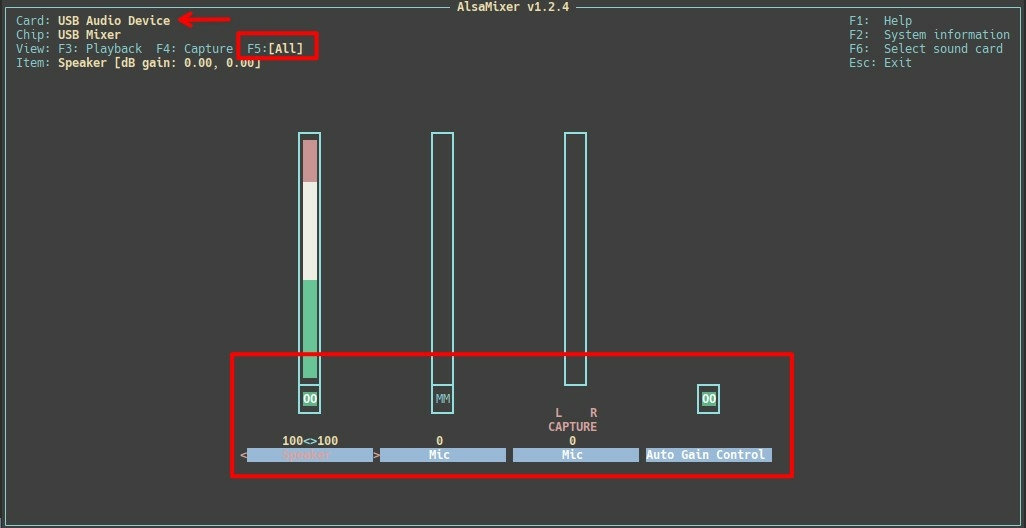 AlsaMixer v1.2.4
Card: USB Audio Device
F1: Help
Chip: USB Mixer
F2: System information
View: F3: Playback F4: Capture F5:[All]
F6: Select sound card
Item: Speaker [dB gain: 0.00, 0.00]
Esc: Exit
OO
MM
OO
L R
CAPTURE
100<>100
0
0
< Speaker >
Mic
Mic
Auto Gain Control